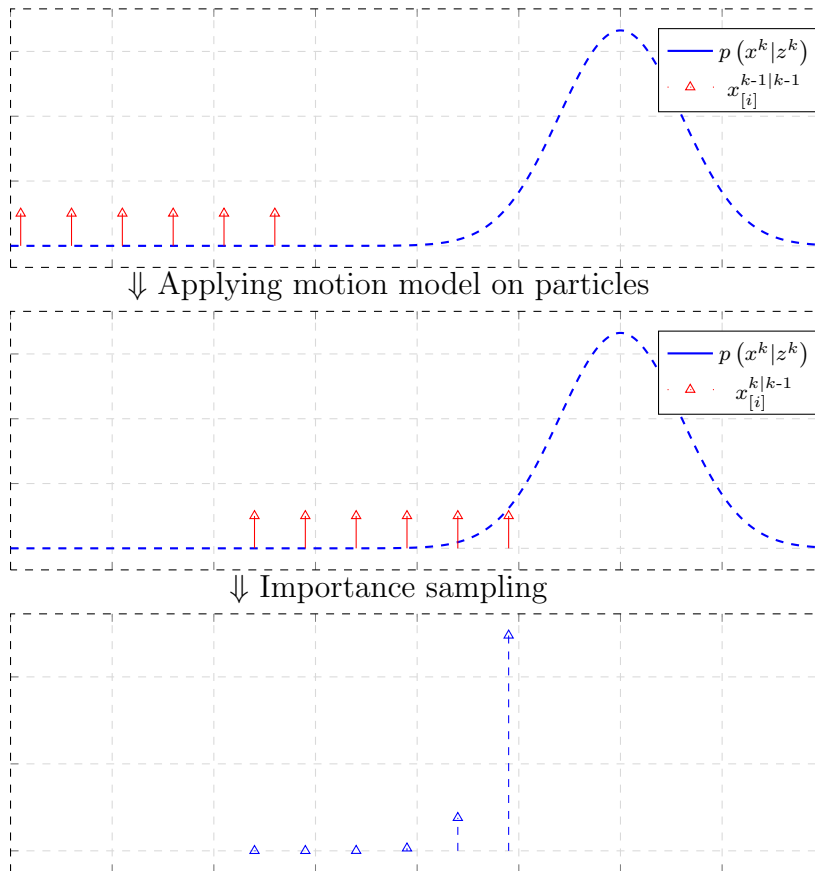 p (x^k|z^k)
x_{[i]}^{k-1|k-1}
⇓ Applying motion model on particles
p (x^k|z^k)
x_{[i]}^{k|k-1}
⇓ Importance sampling